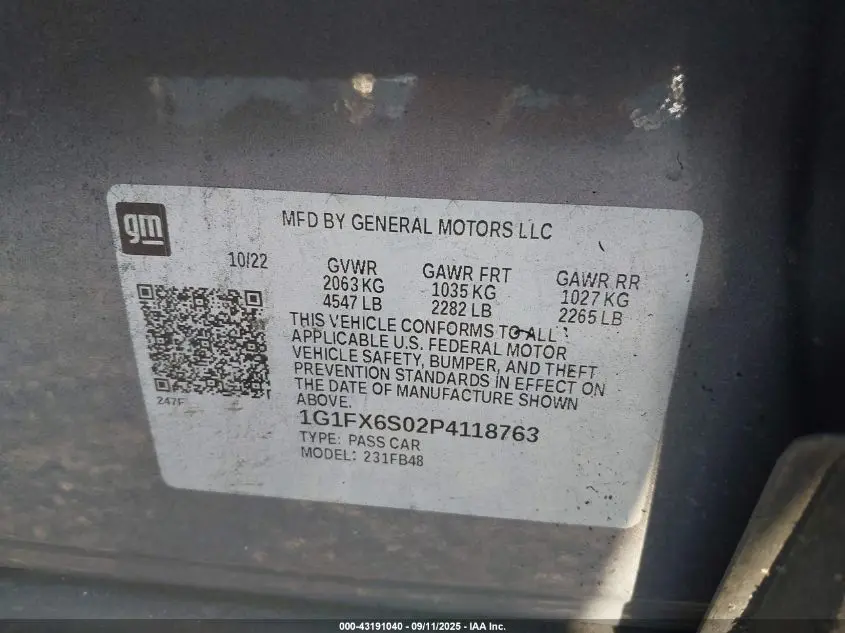 gm
MFD BY GENERAL MOTORS LLC
10/22 GVWR GAWR FRT GAWR RR
2063 KG 1035 KG 1027 KG
4547 LB 2282 LB 2265 LB
THIS VEHICLE CONFORMS TO ALL
APPLICABLE U.S. FEDERAL MOTOR
VEHICLE SAFETY, BUMPER, AND THEFT
PREVENTION STANDARDS IN EFFECT ON
THE DATE OF MANUFACTURE SHOWN
ABOVE.
247F
1G1FX6S02P4118763
TYPE: PASS CAR
MODEL: 231FB48
000-43191040 - 09/11/2025 - IAA Inc.